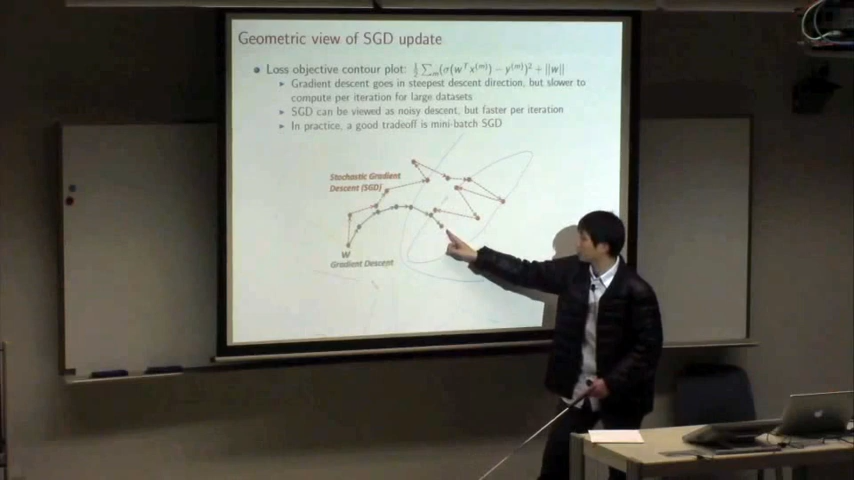 Geometric view of SGD update
Loss objective contour plot: ½ ∑ₘ(σ(wᵀx⁽ᵐ⁾) − y⁽ᵐ⁾)² + ||w||
Gradient descent goes in steepest descent direction, but slower to
compute per iteration for large datasets
SGD can be viewed as noisy descent, but faster per iteration
In practice, a good tradeoff is mini-batch SGD
Stochastic Gradient
Descent (SGD)
W
Gradient Descent